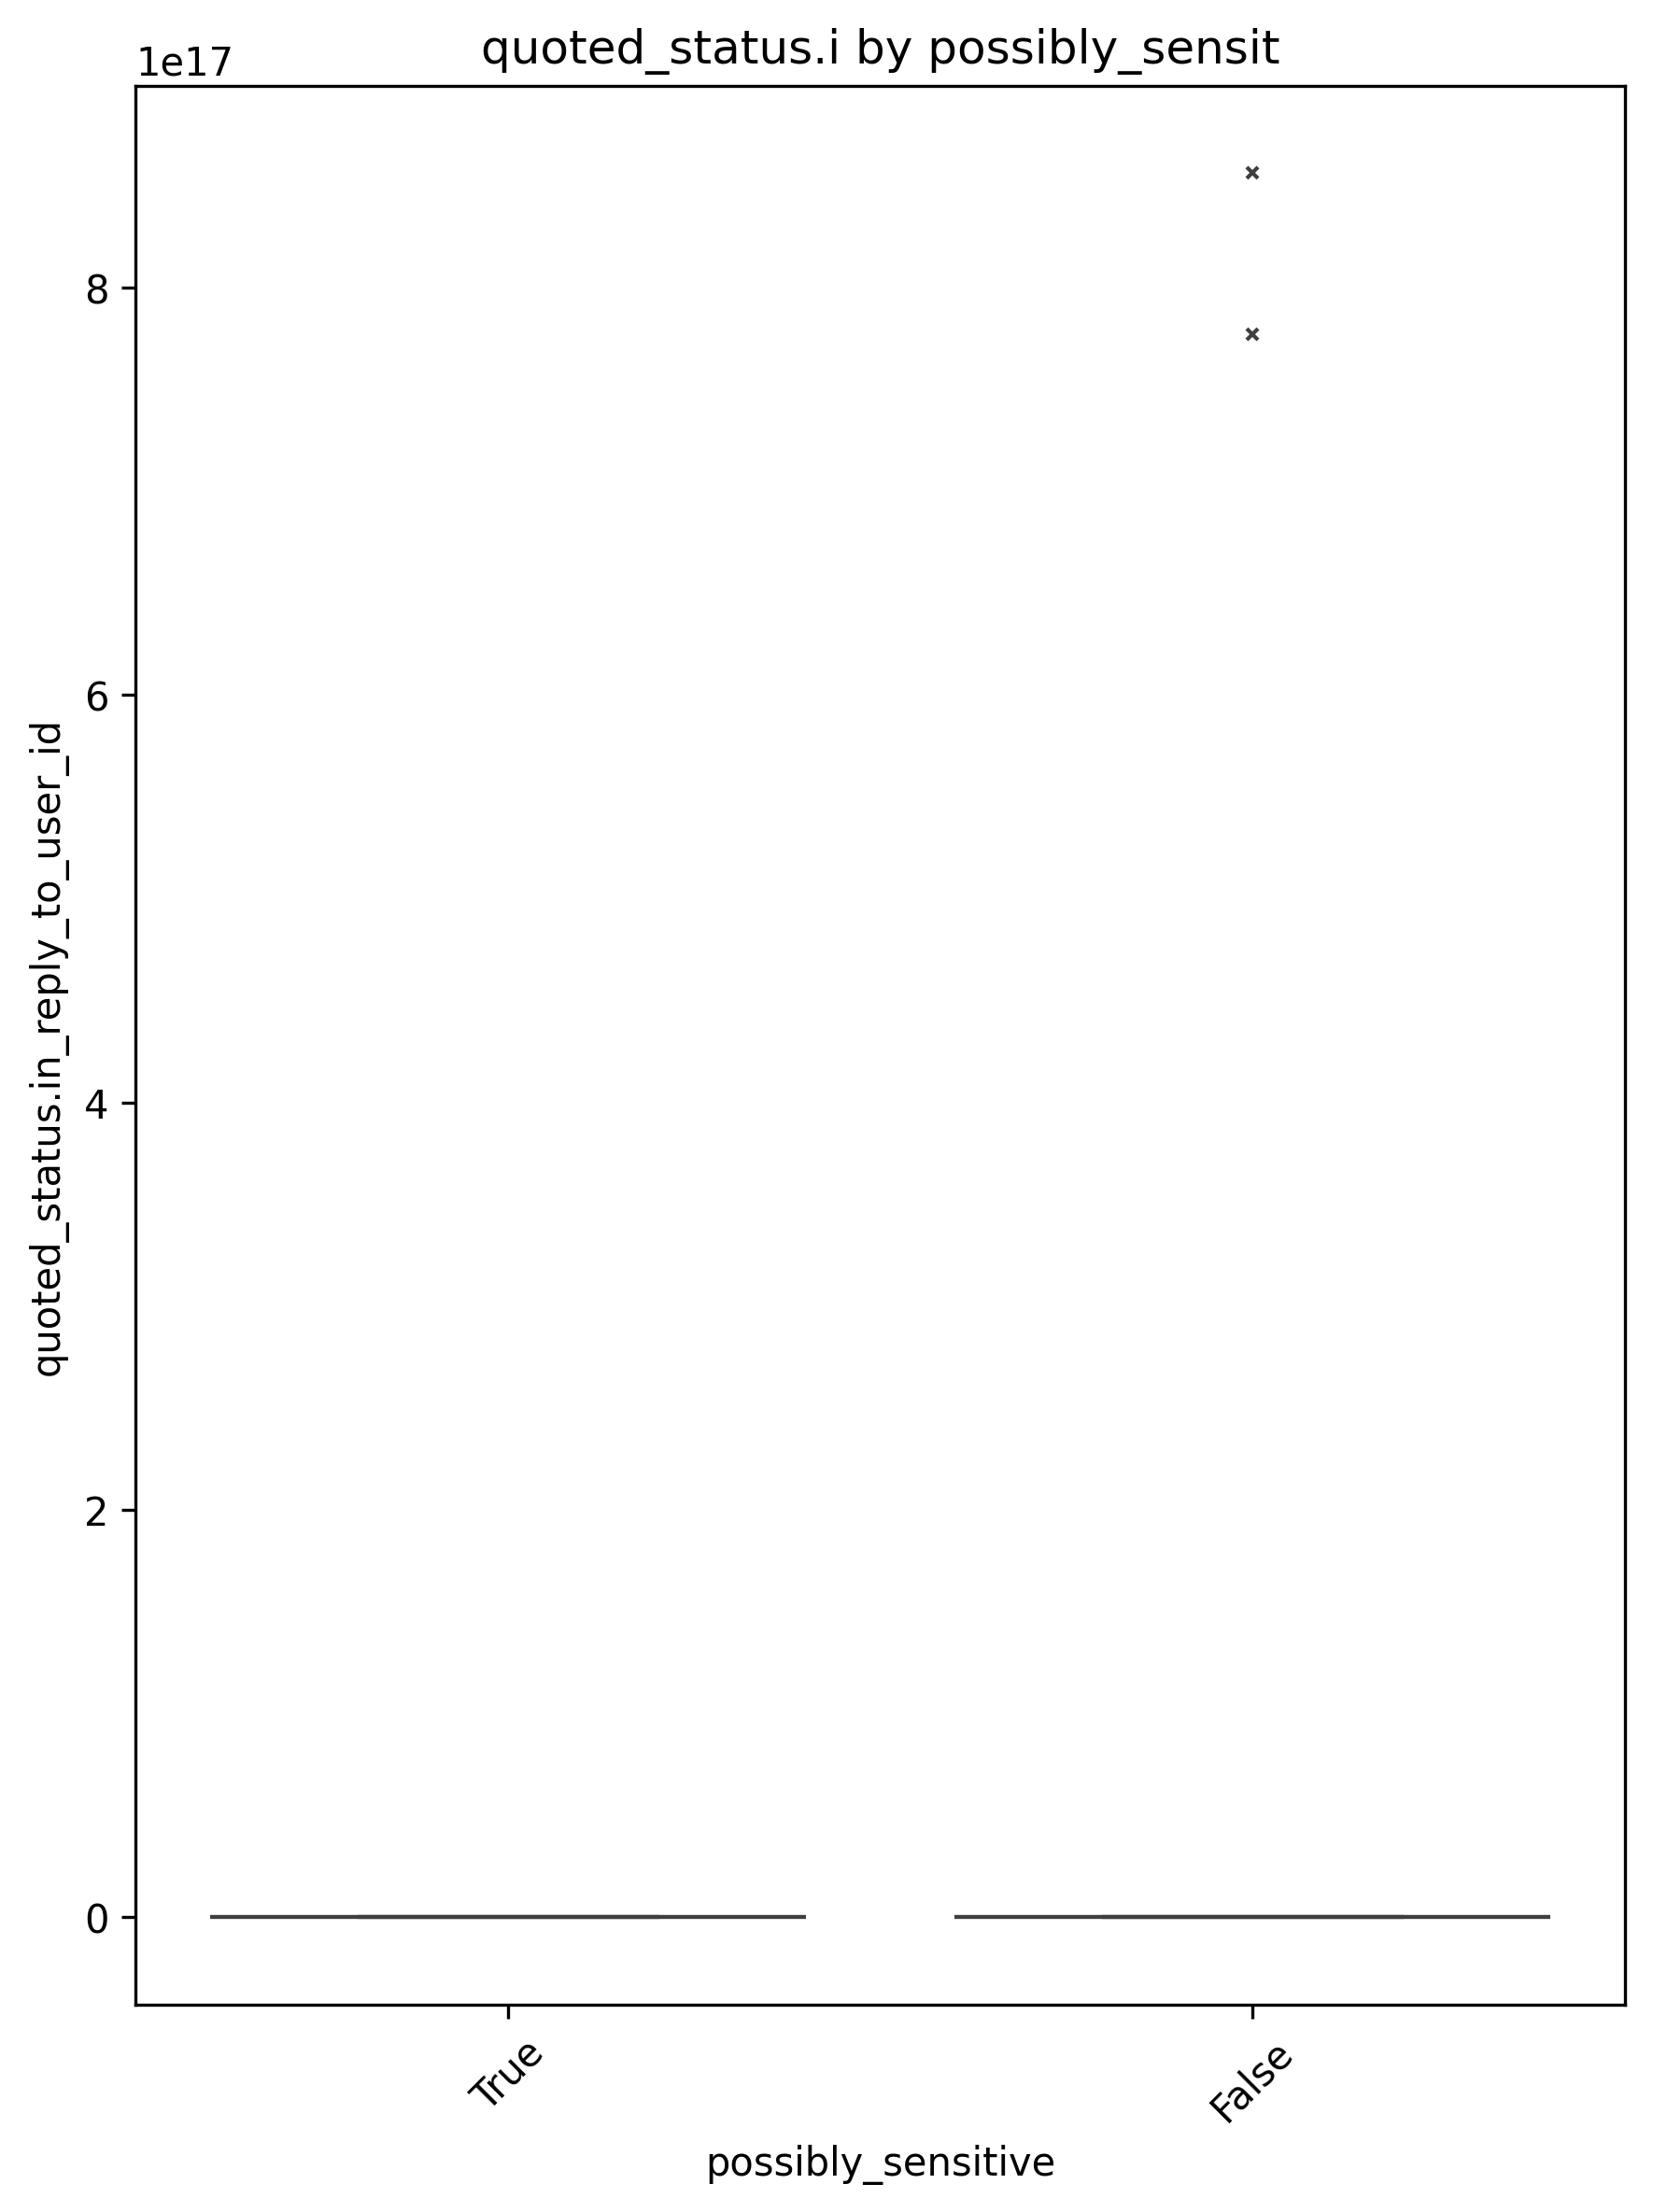 quoted_status.i by possibly_sensit
1e17
8
6
4
2
0
quoted_status.in_reply_to_user_id
True
False
possibly_sensitive